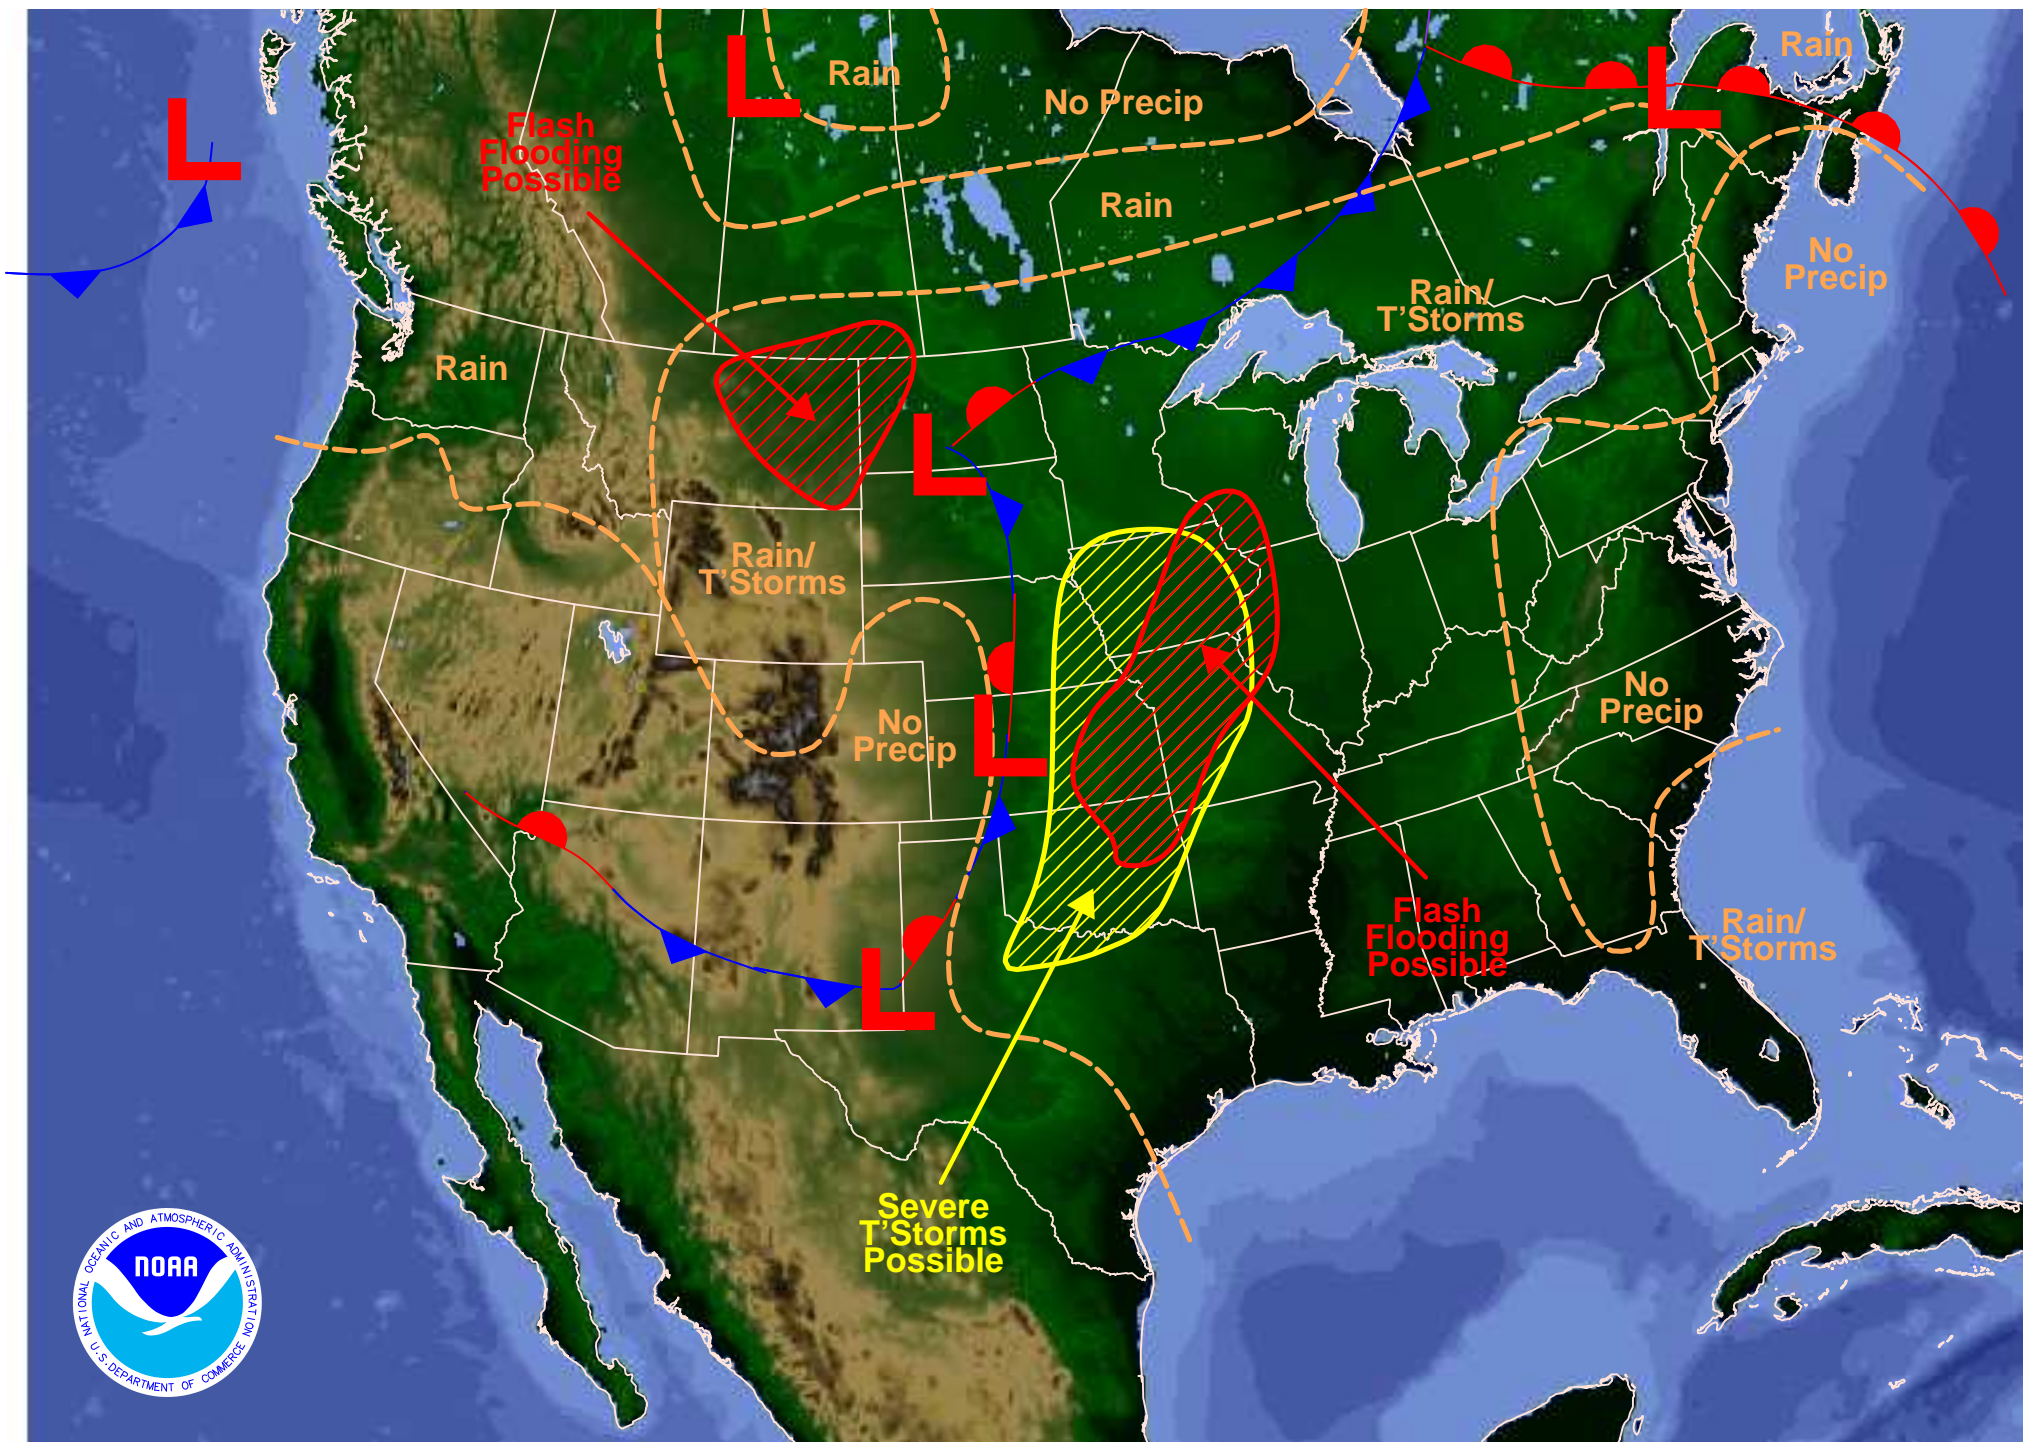 Rain
L
L
Rain
No Precip
L
Flash
Flooding
Possible
Rain
No
Precip
Rain/
T'Storms
Rain
L
Rain/
T'Storms
No
Precip
No
Precip
L
Flash
Flooding
Possible
Rain/
T'Storms
L
Severe
T'Storms
Possible
NATIONAL OCEANIC AND ATMOSPHERIC ADMINISTRATION
NOAA
U.S. DEPARTMENT OF COMMERCE